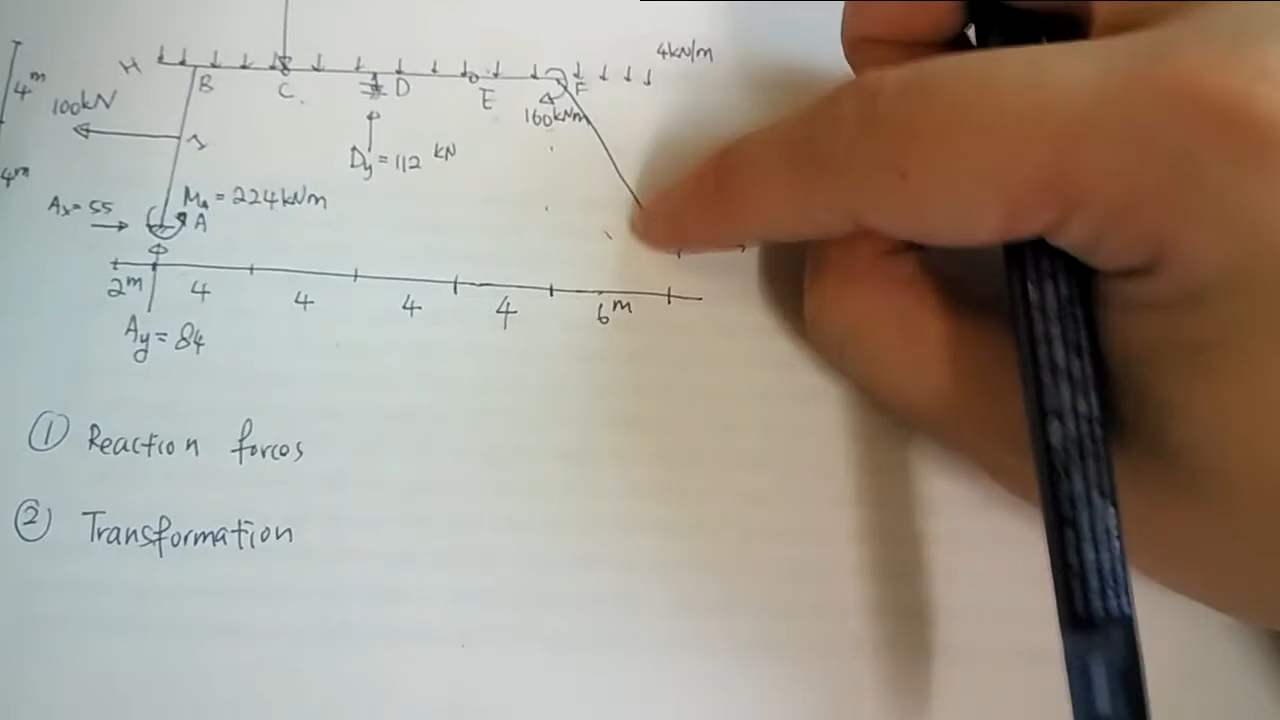 4kN/m
H
B
C
D
E
F
4m
100kN
160kNm
I
Dy = 112 kN
4m
MA = 224kNm
Ax = 55
A
2m
4
4
4
4
6m
Ay = 84
① Reaction forces
② Transformation